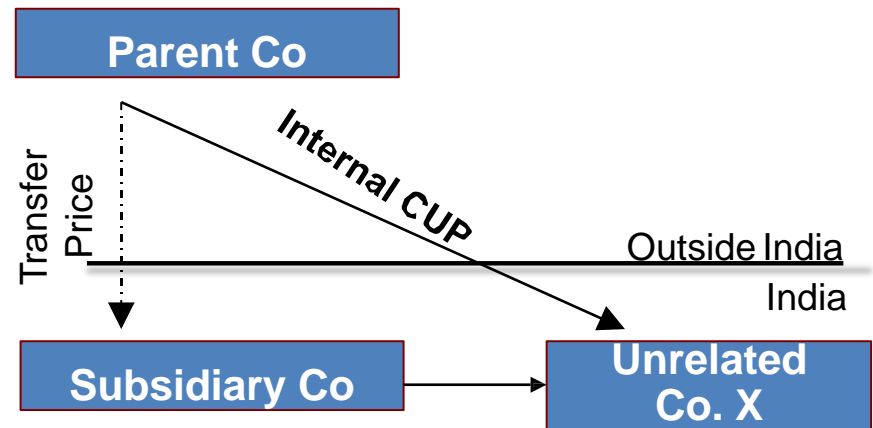 Parent Co
Internal CUP
Transfer
Price
Outside India
India
Subsidiary Co
Unrelated
Co. X